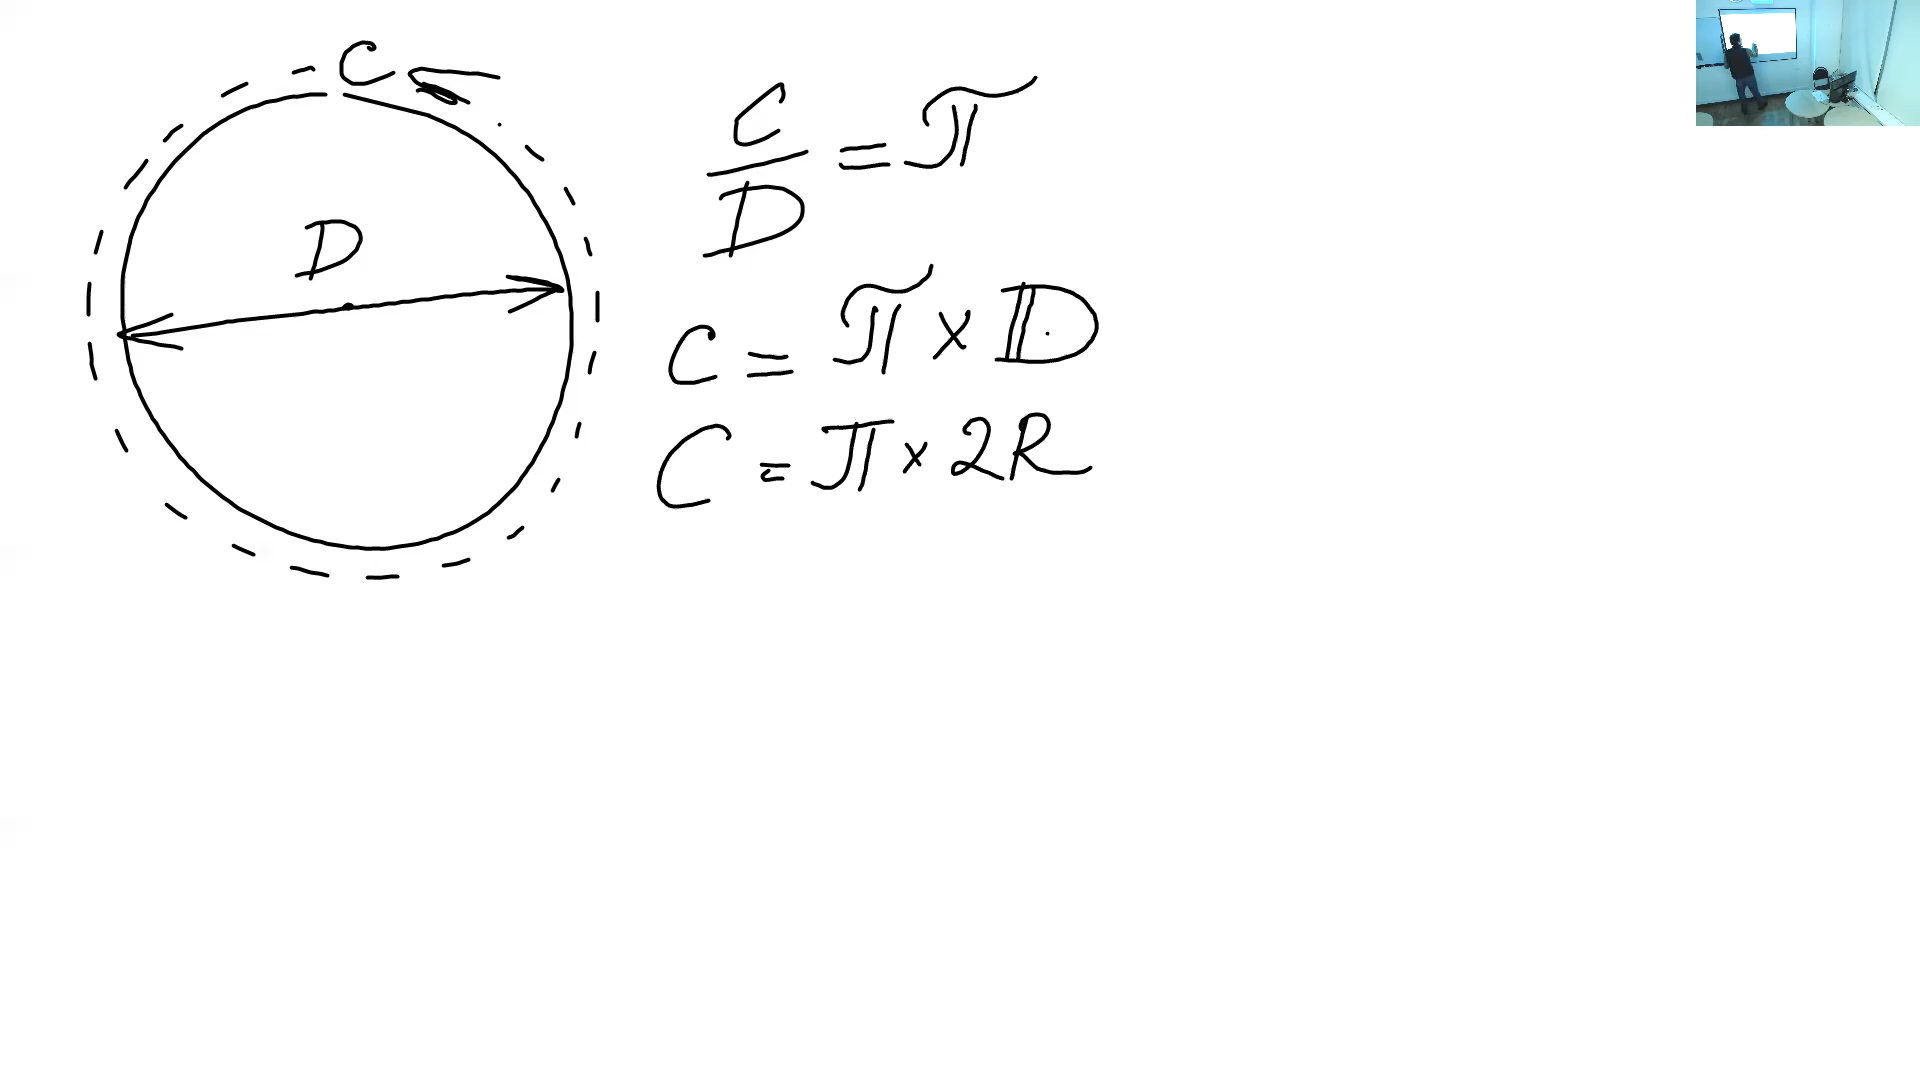 C
D
C/D = π
C = π × D
C = π × 2R